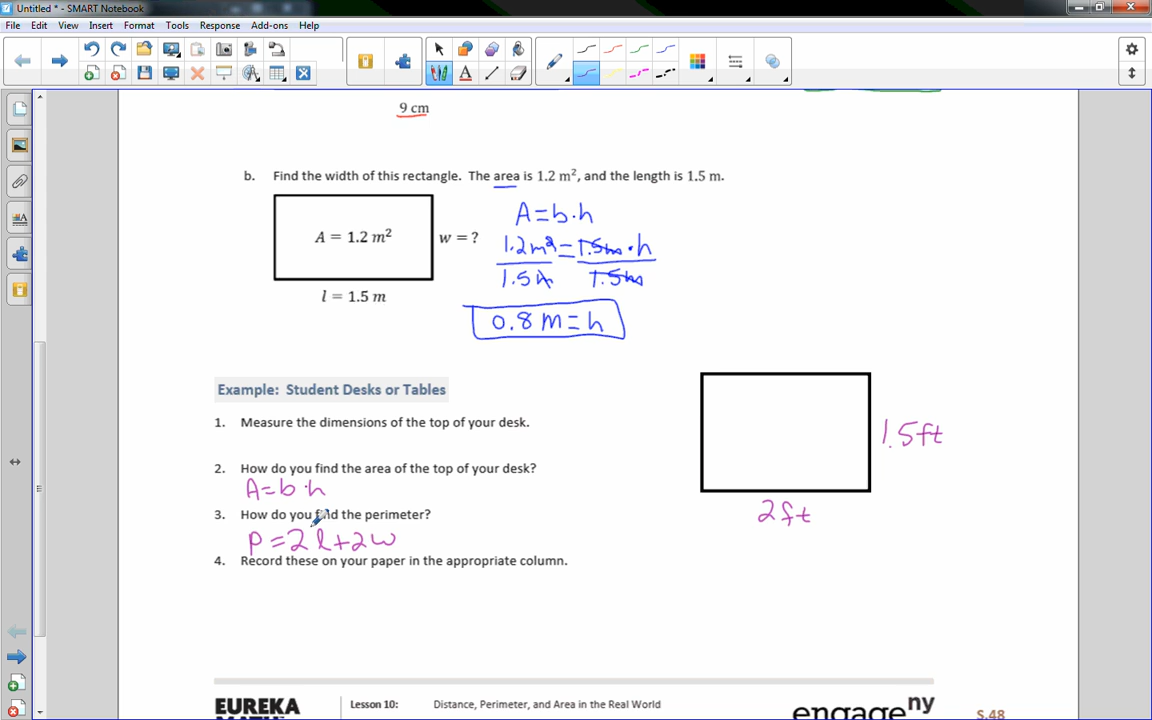 Untitled * - SMART Notebook
File Edit View Insert Format Tools Response Add-ons Help
9 cm
b. Find the width of this rectangle. The area is 1.2 m², and the length is 1.5 m.
A = 1.2 m²
w = ?
l = 1.5 m
A=b·h
1.2m²=1.5m·h
1.5m 1.5m
0.8 m=h
Example: Student Desks or Tables
1. Measure the dimensions of the top of your desk.
2. How do you find the area of the top of your desk?
A=b·h
3. How do you find the perimeter?
P=2l+2w
4. Record these on your paper in the appropriate column.
1.5ft
2ft
EUREKA
MATH
Lesson 10: Distance, Perimeter, and Area in the Real World
engage ny
S.48